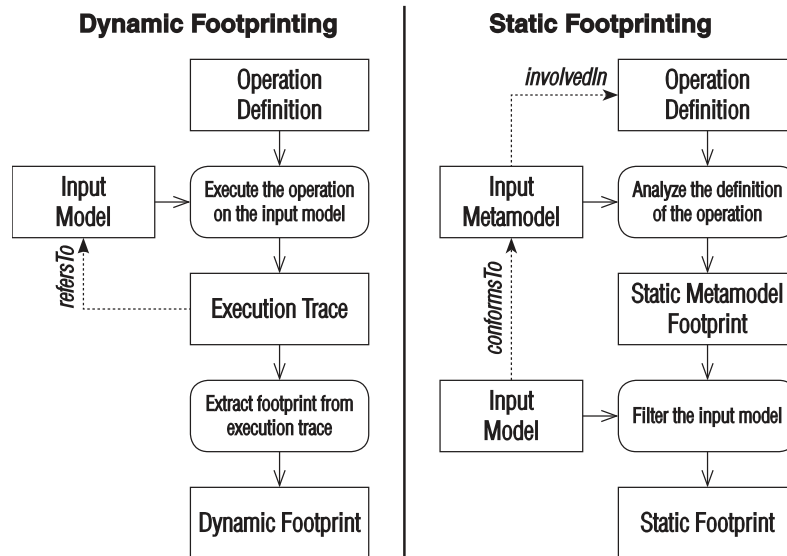 Dynamic Footprinting
Operation
Definition
Input
Model
Execute the operation
on the input model
refersTo
Execution Trace
Extract footprint from
execution trace
Dynamic Footprint
Static Footprinting
involvedIn
Operation
Definition
Input
Metamodel
Analyze the definition
of the operation
conformsTo
Static Metamodel
Footprint
Input
Model
Filter the input model
Static Footprint